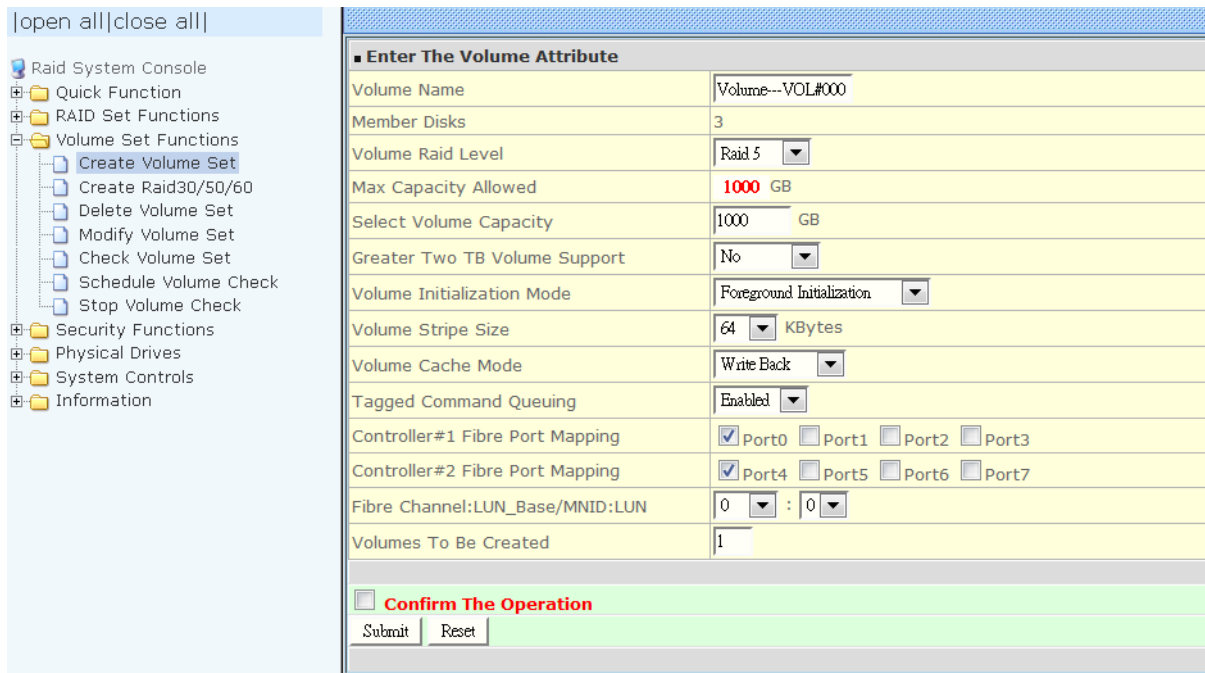 |open all|close all|
Raid System Console
Quick Function
RAID Set Functions
Volume Set Functions
Create Volume Set
Create Raid30/50/60
Delete Volume Set
Modify Volume Set
Check Volume Set
Schedule Volume Check
Stop Volume Check
Security Functions
Physical Drives
System Controls
Information
Enter The Volume Attribute
Volume Name Volume---VOL#000
Member Disks 3
Volume Raid Level Raid 5
Max Capacity Allowed 1000 GB
Select Volume Capacity 1000 GB
Greater Two TB Volume Support No
Volume Initialization Mode Foreground Initialization
Volume Stripe Size 64 KBytes
Volume Cache Mode Write Back
Tagged Command Queuing Enabled
Controller#1 Fibre Port Mapping Port0 Port1 Port2 Port3
Controller#2 Fibre Port Mapping Port4 Port5 Port6 Port7
Fibre Channel:LUN_Base/MNID:LUN 0 : 0
Volumes To Be Created 1
Confirm The Operation
Submit Reset